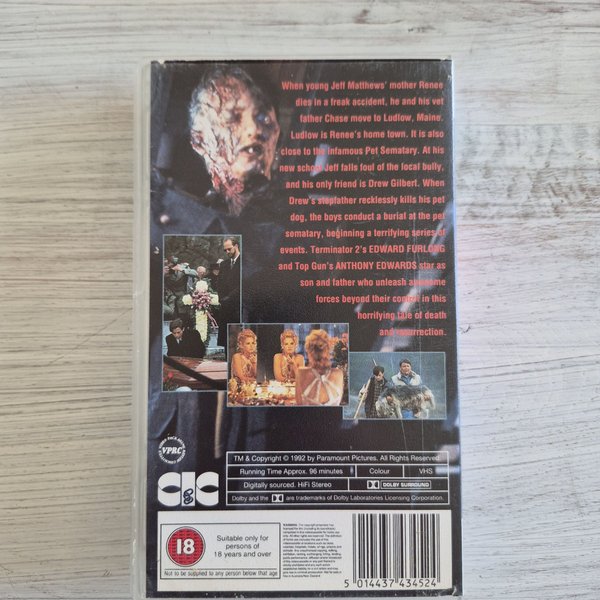 When young Jeff Matthews' mother Renee
dies in a freak accident, he and his vet
father Chase move to Ludlow, Maine.
Ludlow is Renee's home town. It is also
close to the infamous Pet Sematary. At his
new school Jeff falls foul of the local bully,
and his only friend is Drew Gilbert. When
Drew's stepfather recklessly kills his pet
dog, the boys conduct a burial at the pet
sematary, beginning a terrifying series of
events. Terminator 2's EDWARD FURLONG
and Top Gun's ANTHONY EDWARDS star as
son and father who unleash awesome
forces beyond their control in this
horrifying tale of death
and resurrection.
VPRC
CIC
TM & Copyright © 1992 by Paramount Pictures. All Rights Reserved.
Running Time Approx. 96 minutes Colour VHS
Digitally sourced. HiFi Stereo DOLBY SURROUND
Dolby and the are trademarks of Dolby Laboratories Licensing Corporation.
18
Suitable only for
persons of
18 years and over
Not to be supplied to any person below that age
5 014437 434524